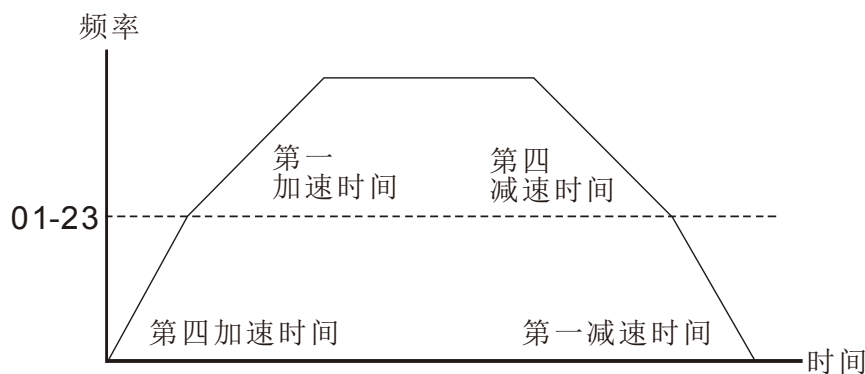 频率
第一
加速时间
第四
减速时间
01-23
第四加速时间
第一减速时间
时间